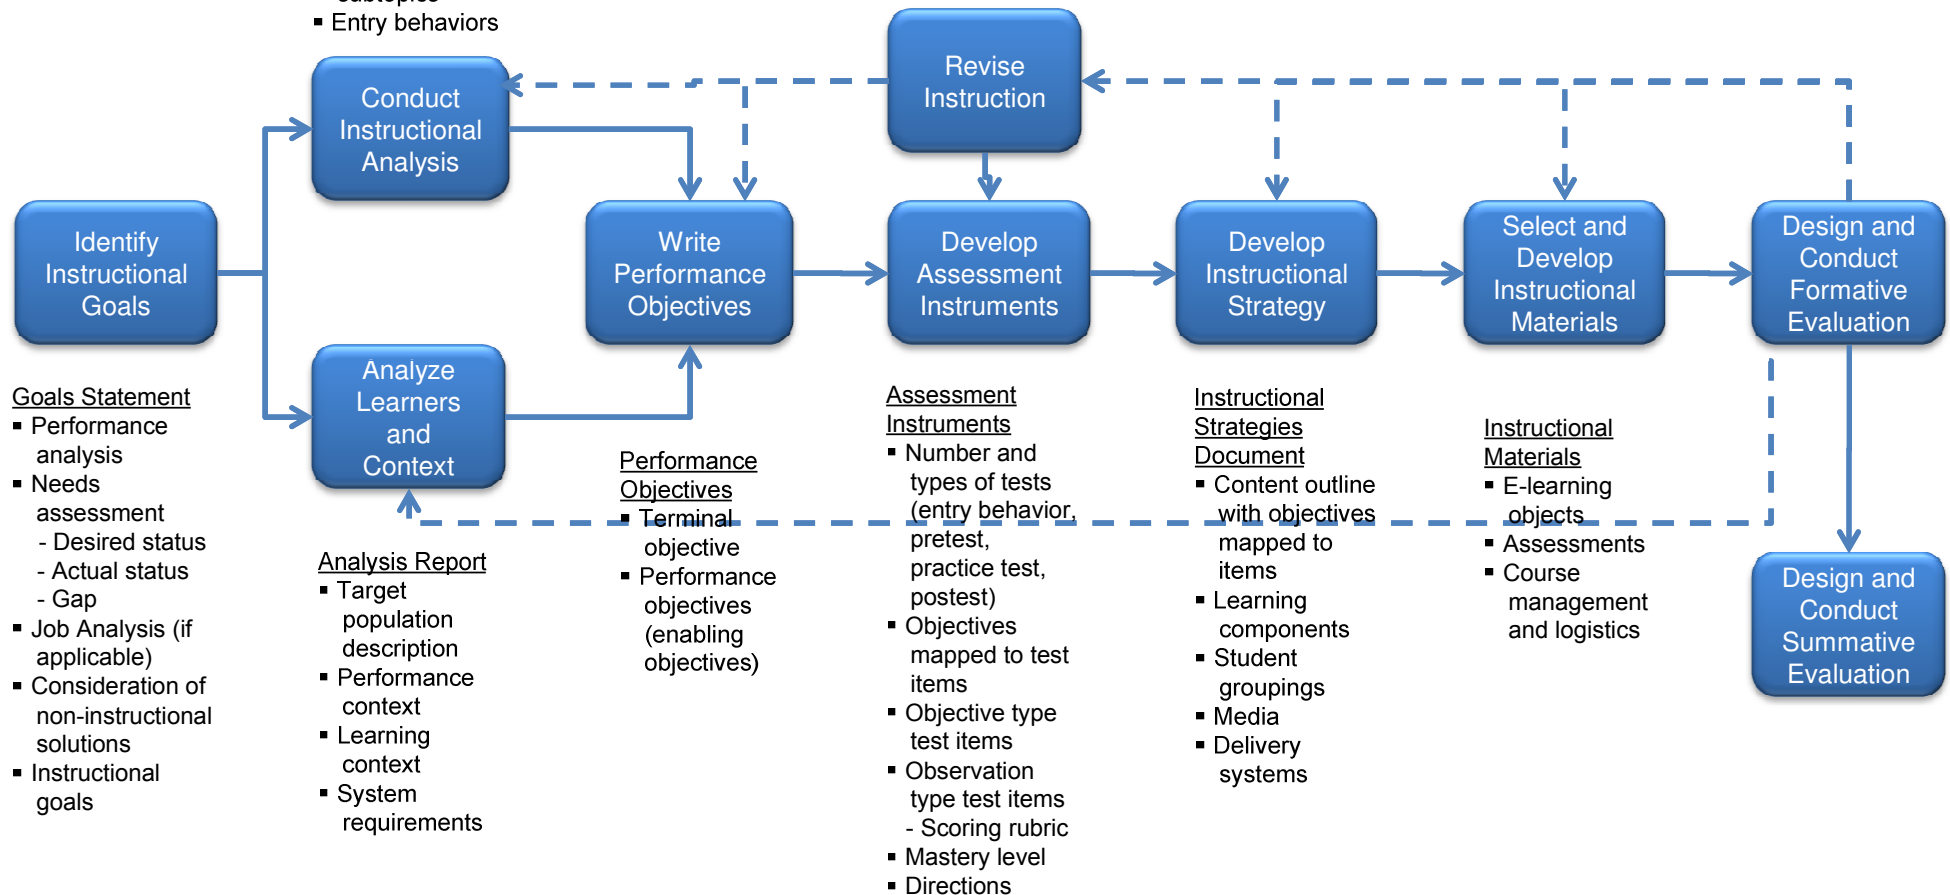 subtopics
▪ Entry behaviors
Conduct
Instructional
Analysis
Revise
Instruction
Identify
Instructional
Goals
Write
Performance
Objectives
Develop
Assessment
Instruments
Develop
Instructional
Strategy
Select and
Develop
Instructional
Materials
Design and
Conduct
Formative
Evaluation
Analyze
Learners
and
Context
Design and
Conduct
Summative
Evaluation
Goals Statement
▪ Performance
analysis
▪ Needs
assessment
- Desired status
- Actual status
- Gap
▪ Job Analysis (if
applicable)
▪ Consideration of
non-instructional
solutions
▪ Instructional
goals
Analysis Report
▪ Target
population
description
▪ Performance
context
▪ Learning
context
▪ System
requirements
Performance
Objectives
▪ Terminal
objective
▪ Performance
objectives
(enabling
objectives)
Assessment
Instruments
▪ Number and
types of tests
(entry behavior,
pretest,
practice test,
postest)
▪ Objectives
mapped to test
items
▪ Objective type
test items
▪ Observation
type test items
- Scoring rubric
▪ Mastery level
▪ Directions
Instructional
Strategies
Document
▪ Content outline
with objectives
mapped to
items
▪ Learning
components
▪ Student
groupings
▪ Media
▪ Delivery
systems
Instructional
Materials
▪ E-learning
objects
▪ Assessments
▪ Course
management
and logistics